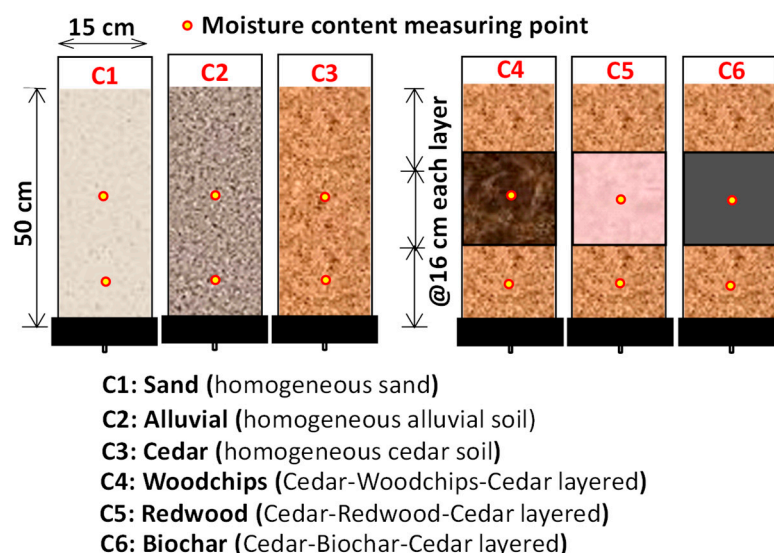 15 cm
Moisture content measuring point
C1
C2
C3
C4
C5
C6
50 cm
@16 cm each layer
C1: Sand (homogeneous sand)
C2: Alluvial (homogeneous alluvial soil)
C3: Cedar (homogeneous cedar soil)
C4: Woodchips (Cedar-Woodchips-Cedar layered)
C5: Redwood (Cedar-Redwood-Cedar layered)
C6: Biochar (Cedar-Biochar-Cedar layered)